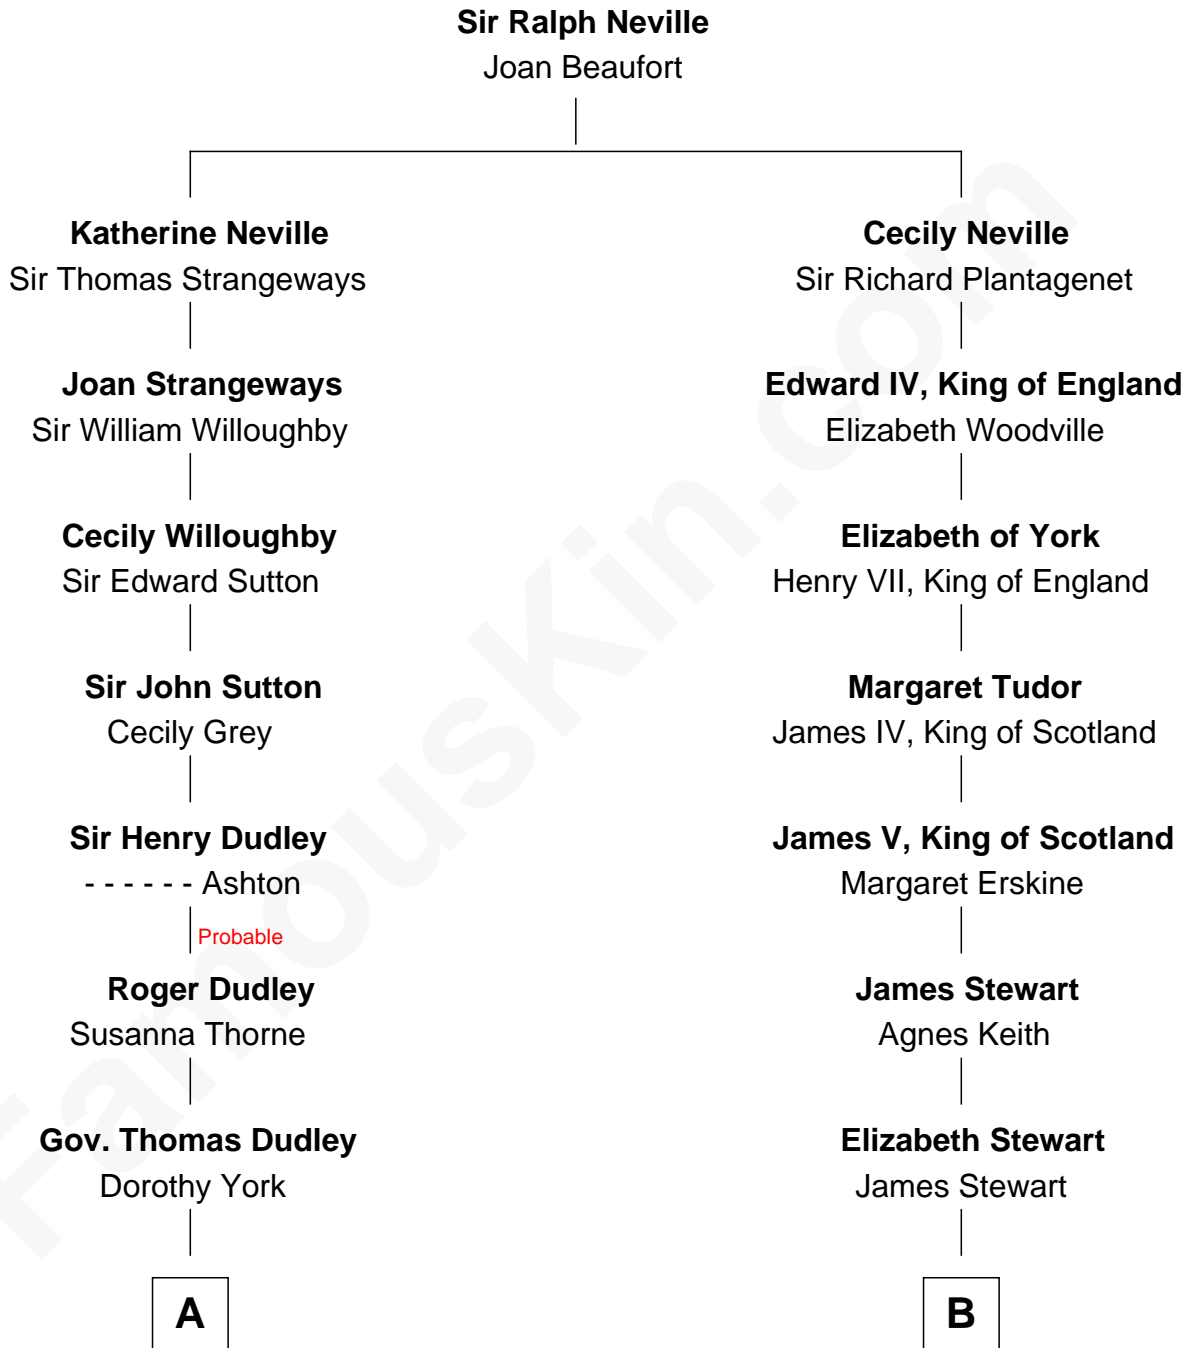 Sir Ralph Neville
Joan Beaufort
Katherine Neville
Sir Thomas Strangeways
Cecily Neville
Sir Richard Plantagenet
Joan Strangeways
Sir William Willoughby
Edward IV, King of England
Elizabeth Woodville
Cecily Willoughby
Sir Edward Sutton
Elizabeth of York
Henry VII, King of England
Sir John Sutton
Cecily Grey
Margaret Tudor
James IV, King of Scotland
Sir Henry Dudley
- - - - - - Ashton
Probable
James V, King of Scotland
Margaret Erskine
Roger Dudley
Susanna Thorne
James Stewart
Agnes Keith
Gov. Thomas Dudley
Dorothy York
Elizabeth Stewart
James Stewart
A
B
FamousKin.com